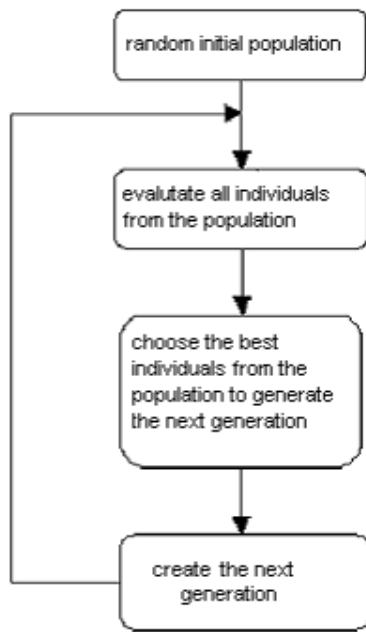 random initial population
evalutate all individuals
from the population
choose the best
individuals from the
population to generate
the next generation
create the next
generation